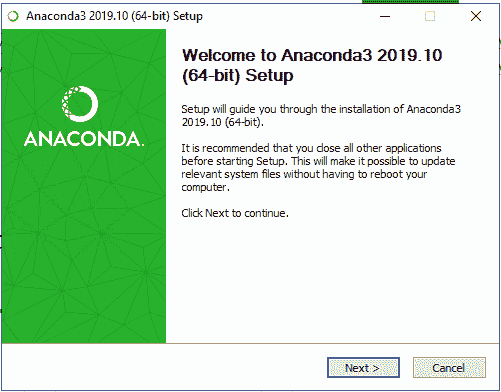 Anaconda3 2019.10 (64-bit) Setup
Welcome to Anaconda3 2019.10
(64-bit) Setup
ANACONDA.
Setup will guide you through the installation of Anaconda3
2019.10 (64-bit).
It is recommended that you close all other applications
before starting Setup. This will make it possible to update
relevant system files without having to reboot your
computer.
Click Next to continue.
Next >
Cancel